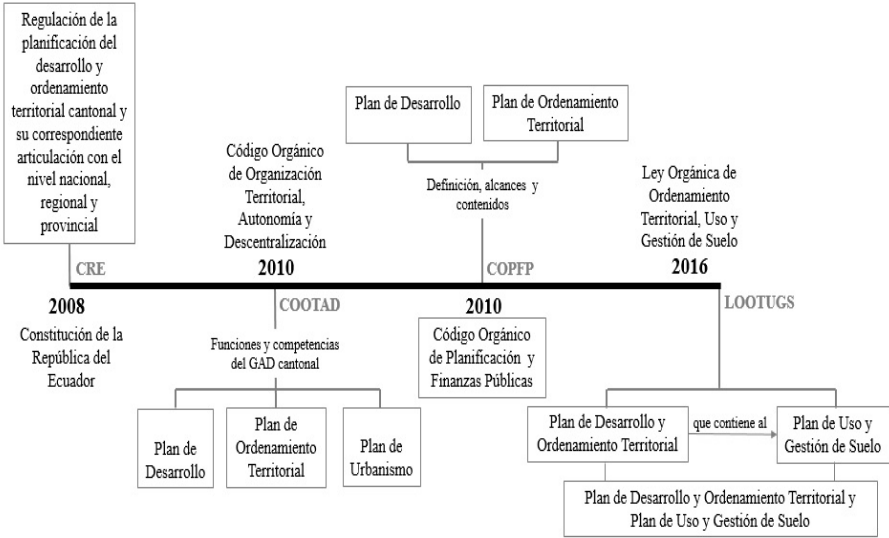 Regulación de la
planificación del
desarrollo y
ordenamiento
territorial cantonal y
su correspondiente
articulación con el
nivel nacional,
regional y
provincial
CRE
2008
Constitución de la
República del
Ecuador
Código Orgánico
de Organización
Territorial,
Autonomía y
Descentralización
2010
COOTAD
Funciones y competencias
del GAD cantonal
Plan de
Desarrollo
Plan de
Ordenamiento
Territorial
Plan de
Urbanismo
Plan de Desarrollo
Plan de Ordenamiento
Territorial
Definición, alcances y
contenidos
COPFP
2010
Código Orgánico
de Planificación y
Finanzas Públicas
Ley Orgánica de
Ordenamiento
Territorial, Uso y
Gestión de Suelo
2016
LOOTUGS
Plan de Desarrollo y
Ordenamiento Territorial
que contiene al
Plan de Uso y
Gestión de Suelo
Plan de Desarrollo y Ordenamiento Territorial y
Plan de Uso y Gestión de Suelo